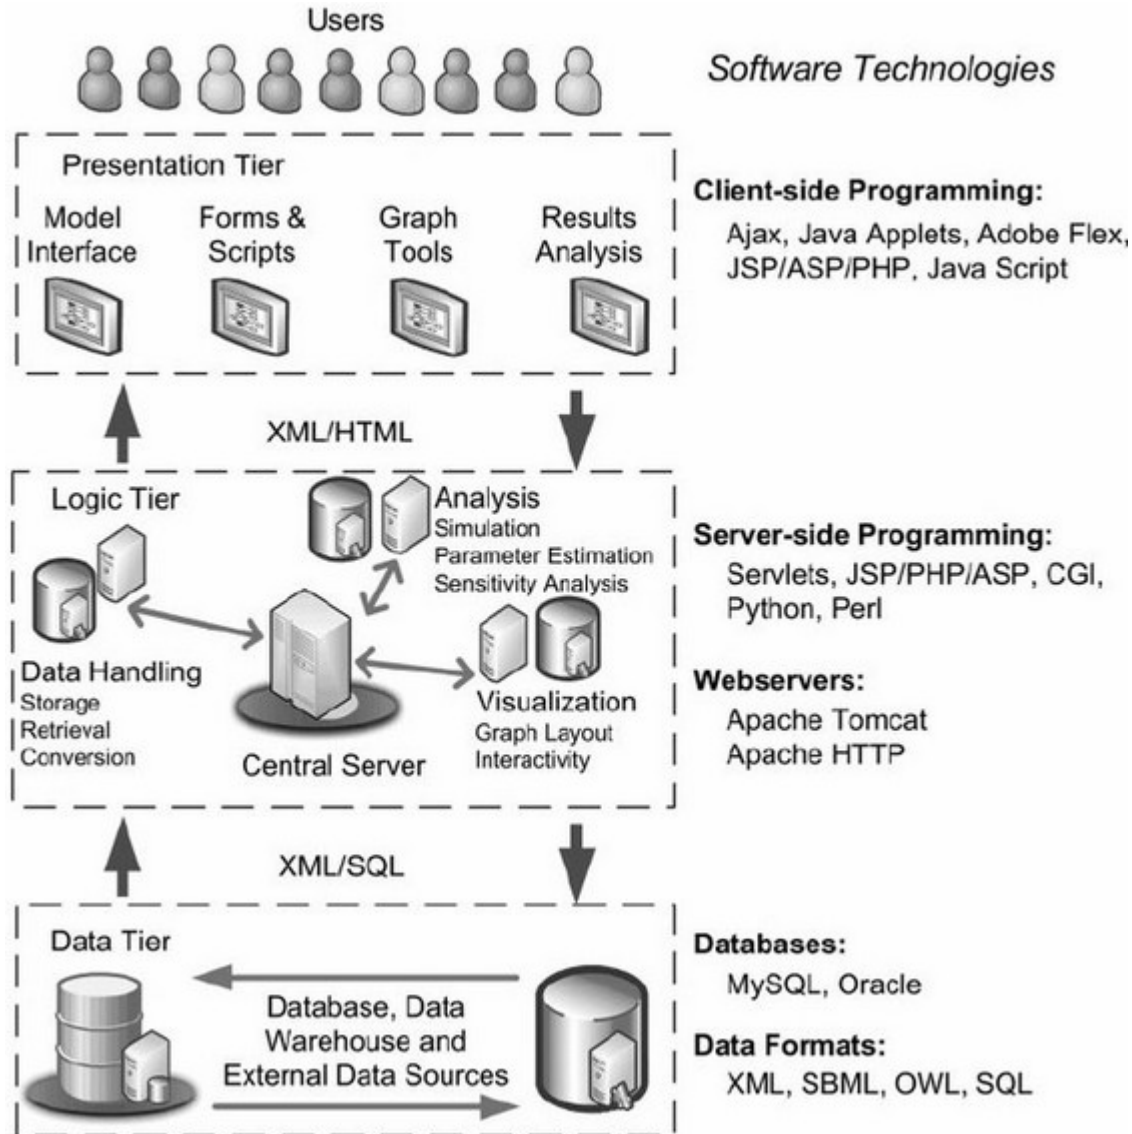 Users
Software Technologies
Presentation Tier
Model
Interface
Forms &
Scripts
Graph
Tools
Results
Analysis
Client-side Programming:
Ajax, Java Applets, Adobe Flex,
JSP/ASP/PHP, Java Script
XML/HTML
Logic Tier
Analysis
Simulation
Parameter Estimation
Sensitivity Analysis
Data Handling
Storage
Retrieval
Conversion
Central Server
Visualization
Graph Layout
Interactivity
Server-side Programming:
Servlets, JSP/PHP/ASP, CGI,
Python, Perl
Webservers:
Apache Tomcat
Apache HTTP
XML/SQL
Data Tier
Database, Data
Warehouse and
External Data Sources
Databases:
MySQL, Oracle
Data Formats:
XML, SBML, OWL, SQL